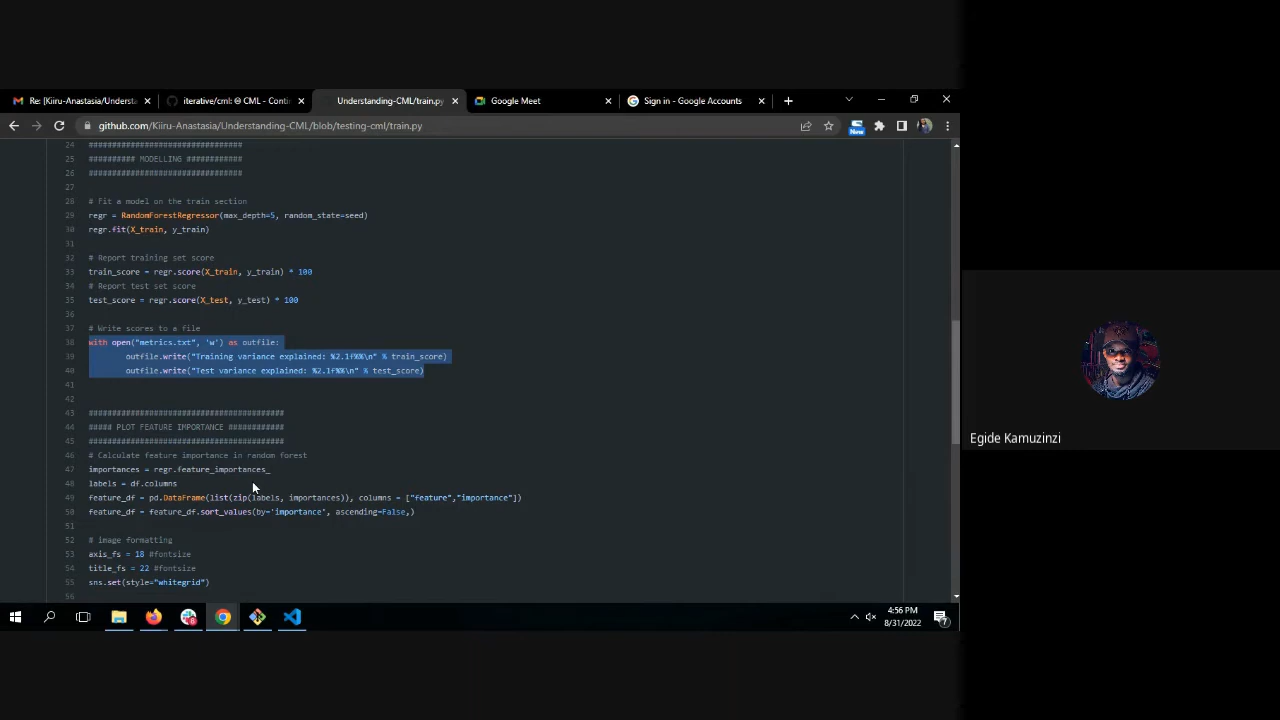 Re: [Kiiru-Anastasia/Understa
iterative/cml: ♾️ CML - Conti
Understanding-CML/train.py
Google Meet
Sign in - Google Accounts
github.com/Kiiru-Anastasia/Understanding-CML/blob/testing-cml/train.py
New
24 #################################
25 ########## MODELLING ############
26 #################################
27
28 # Fit a model on the train section
29 regr = RandomForestRegressor(max_depth=5, random_state=seed)
30 regr.fit(X_train, y_train)
31
32 # Report training set score
33 train_score = regr.score(X_train, y_train) * 100
34 # Report test set score
35 test_score = regr.score(X_test, y_test) * 100
36
37 # Write scores to a file
38 with open("metrics.txt", 'w') as outfile:
39 outfile.write("Training variance explained: %2.1f%%\n" % train_score)
40 outfile.write("Test variance explained: %2.1f%%\n" % test_score)
41
42
43 ##########################################
44 ##### PLOT FEATURE IMPORTANCE ############
45 ##########################################
46 # Calculate feature importance in random forest
47 importances = regr.feature_importances_
48 labels = df.columns
49 feature_df = pd.DataFrame(list(zip(labels, importances)), columns = ["feature","importance"])
50 feature_df = feature_df.sort_values(by='importance', ascending=False,)
51
52 # image formatting
53 axis_fs = 18 #fontsize
54 title_fs = 22 #fontsize
55 sns.set(style="whitegrid")
56
4:56 PM
8/31/2022
7
Egide Kamuzinzi